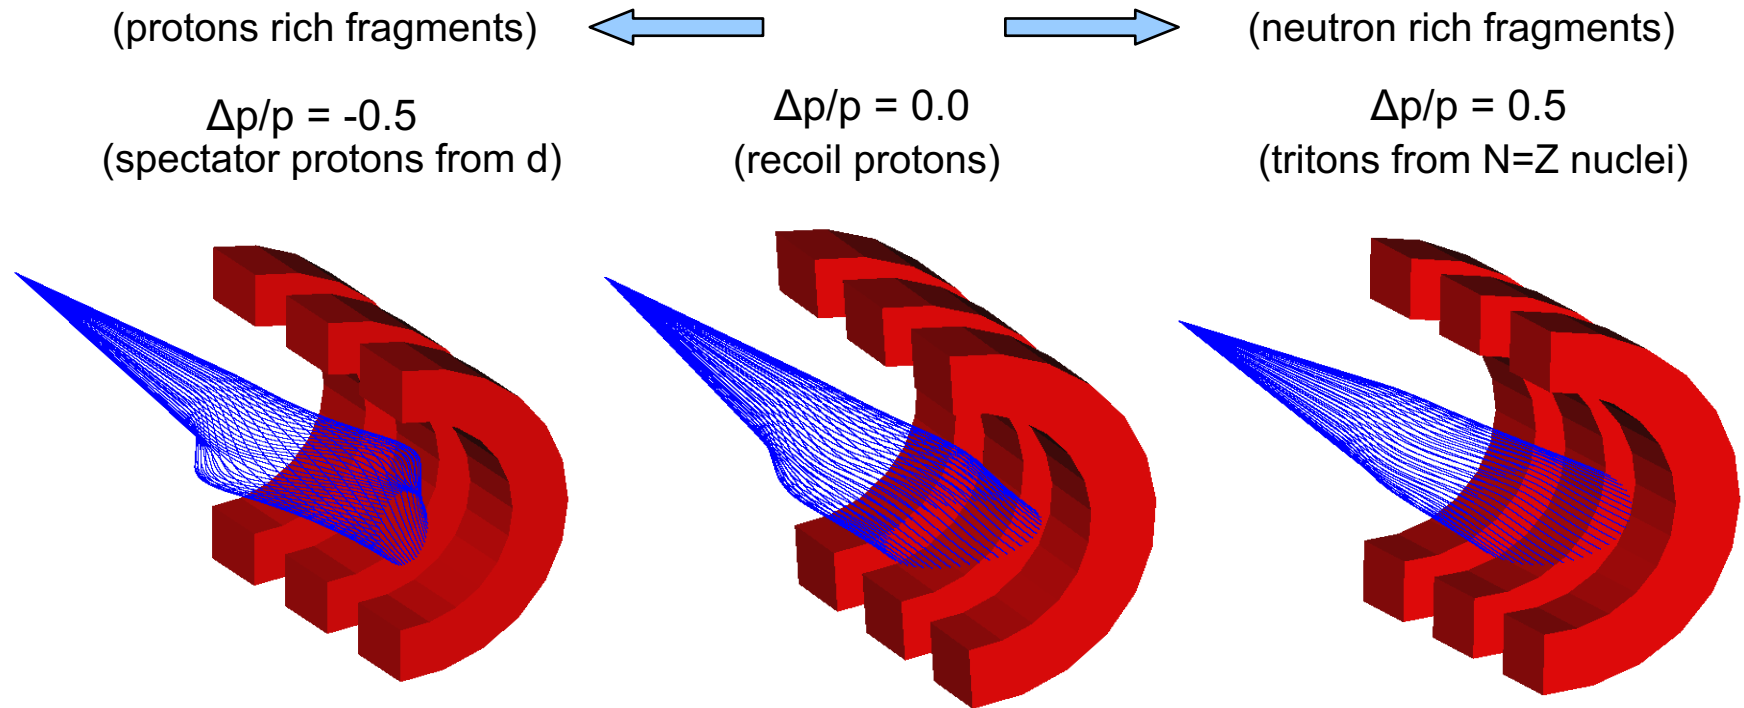 (protons rich fragments)
(neutron rich fragments)
Δp/p = -0.5
(spectator protons from d)
Δp/p = 0.0
(recoil protons)
Δp/p = 0.5
(tritons from N=Z nuclei)